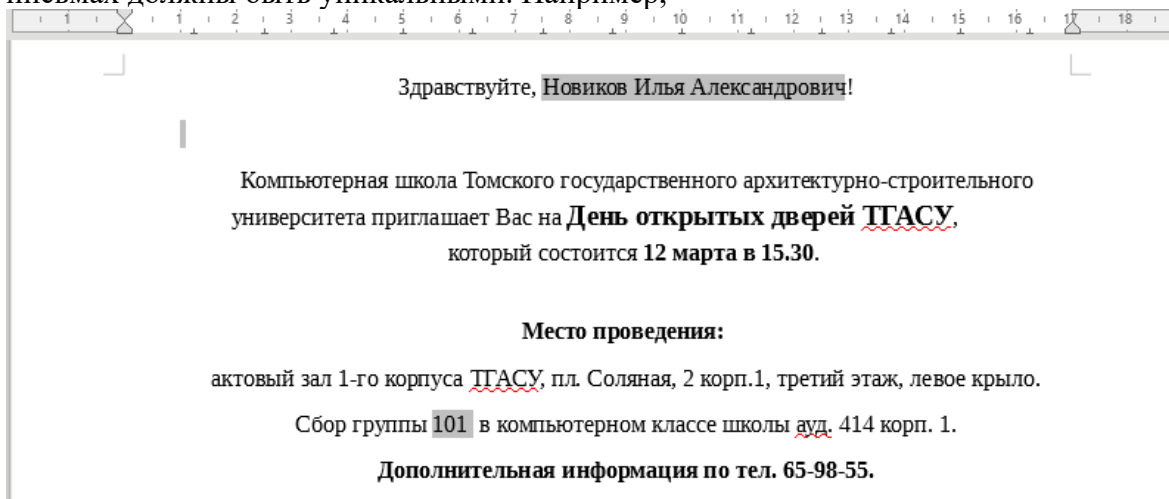 письмах должны быть уникальными. Например,
1 1 2 3 4 5 6 7 8 9 10 11 12 13 14 15 16 17 18
Здравствуйте, Новиков Илья Александрович!
Компьютерная школа Томского государственного архитектурно-строительного
университета приглашает Вас на День открытых дверей ТГАСУ,
который состоится 12 марта в 15.30.
Место проведения:
актовый зал 1-го корпуса ТГАСУ, пл. Соляная, 2 корп.1, третий этаж, левое крыло.
Сбор группы 101 в компьютерном классе школы ауд. 414 корп. 1.
Дополнительная информация по тел. 65-98-55.